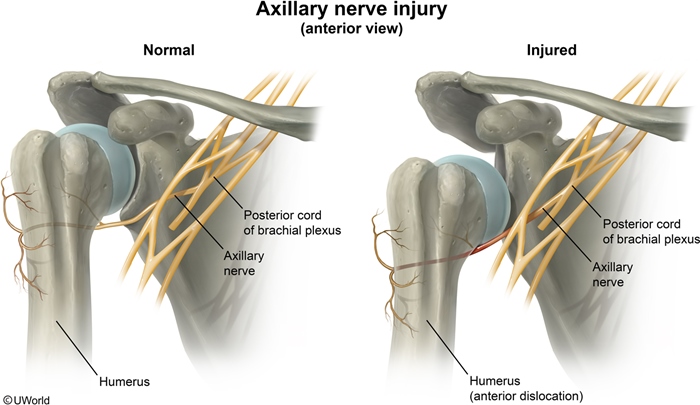 Axillary nerve injury
(anterior view)
Normal
Posterior cord
of brachial plexus
Axillary
nerve
Humerus
Injured
Posterior cord
of brachial plexus
Axillary
nerve
Humerus
(anterior dislocation)
©UWorld